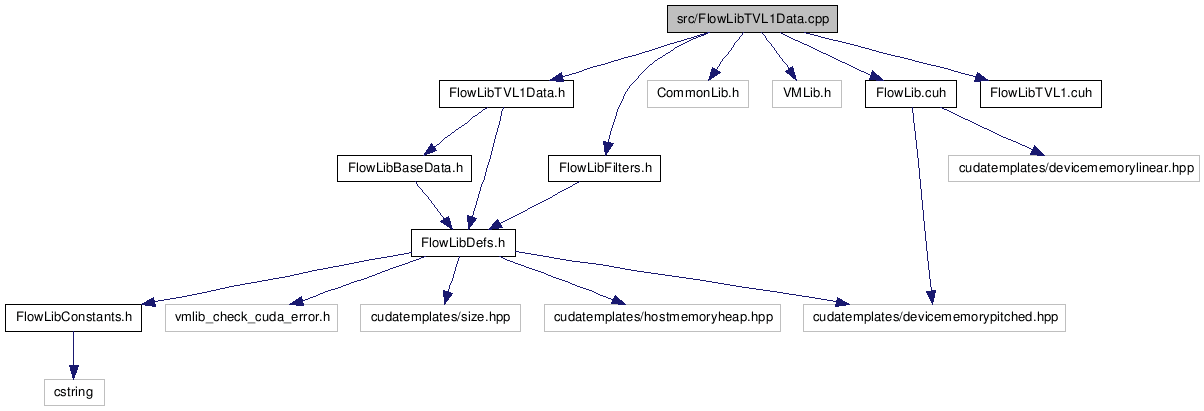 src/FlowLibTVL1Data.cpp
FlowLibTVL1Data.h
CommonLib.h
VMLib.h
FlowLib.cuh
FlowLibTVL1.cuh
FlowLibBaseData.h
FlowLibFilters.h
cudatemplates/devicememorylinear.hpp
FlowLibDefs.h
FlowLibConstants.h
vmlib_check_cuda_error.h
cudatemplates/size.hpp
cudatemplates/hostmemoryheap.hpp
cudatemplates/devicememorypitched.hpp
cstring